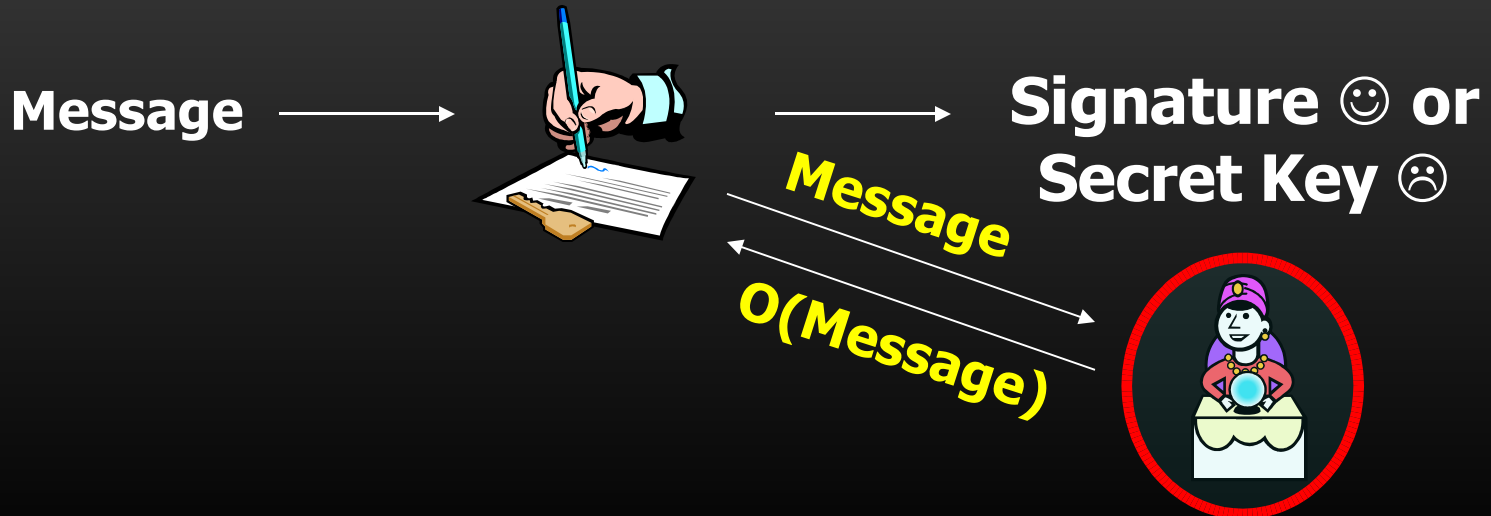 Message
Signature ☺ or
Secret Key ☹
Message
O(Message)